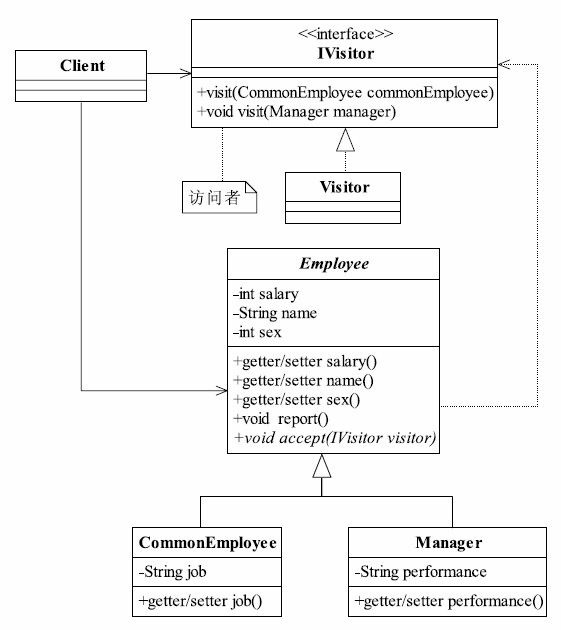 <<interface>>
IVisitor
Client
+visit(CommonEmployee commonEmployee)
+void visit(Manager manager)
访问者
Visitor
Employee
-int salary
-String name
-int sex
+getter/setter salary()
+getter/setter name()
+getter/setter sex()
+void report()
+void accept(IVisitor visitor)
CommonEmployee
-String job
+getter/setter job()
Manager
-String performance
+getter/setter performance()